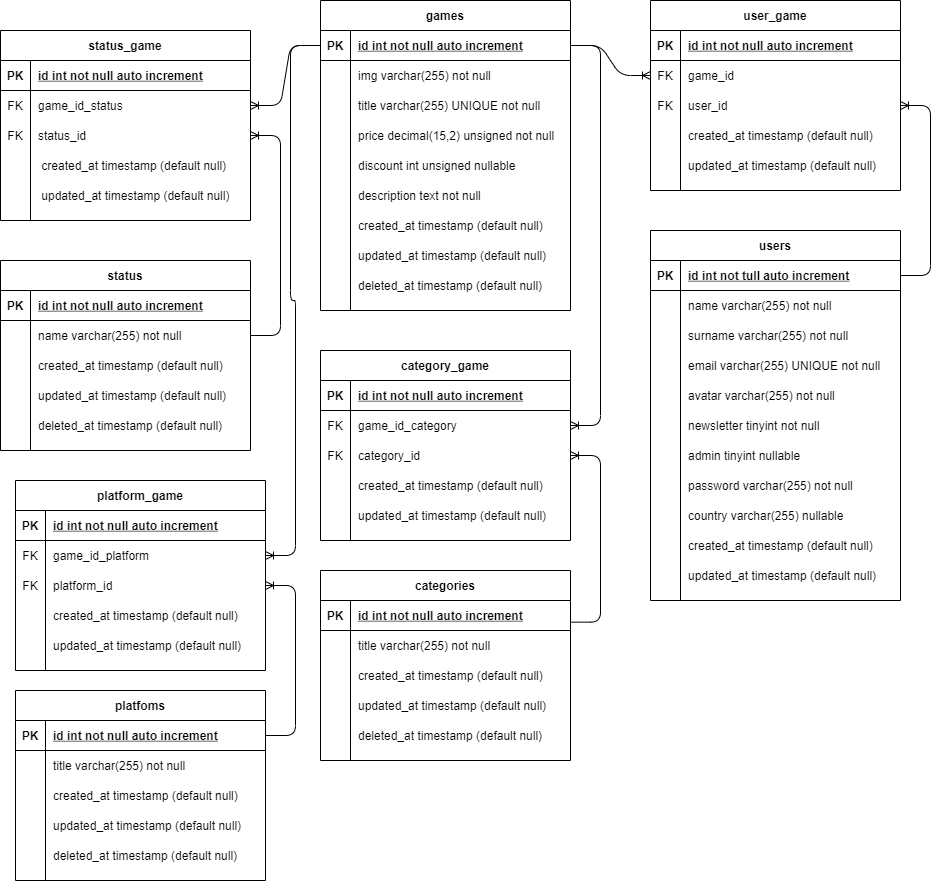 status_game
PK id int not null auto increment
FK game_id_status
FK status_id
created_at timestamp (default null)
updated_at timestamp (default null)
status
PK id int not null auto increment
name varchar(255) not null
created_at timestamp (default null)
updated_at timestamp (default null)
deleted_at timestamp (default null)
platform_game
PK id int not null auto increment
FK game_id_platform
FK platform_id
created_at timestamp (default null)
updated_at timestamp (default null)
platfoms
PK id int not null auto increment
title varchar(255) not null
created_at timestamp (default null)
updated_at timestamp (default null)
deleted_at timestamp (default null)
games
PK id int not null auto increment
img varchar(255) not null
title varchar(255) UNIQUE not null
price decimal(15,2) unsigned not null
discount int unsigned nullable
description text not null
created_at timestamp (default null)
updated_at timestamp (default null)
deleted_at timestamp (default null)
category_game
PK id int not null auto increment
FK game_id_category
FK category_id
created_at timestamp (default null)
updated_at timestamp (default null)
categories
PK id int not null auto increment
title varchar(255) not null
created_at timestamp (default null)
updated_at timestamp (default null)
deleted_at timestamp (default null)
user_game
PK id int not null auto increment
FK game_id
FK user_id
created_at timestamp (default null)
updated_at timestamp (default null)
users
PK id int not tull auto increment
name varchar(255) not null
surname varchar(255) not null
email varchar(255) UNIQUE not null
avatar varchar(255) not null
newsletter tinyint not null
admin tinyint nullable
password varchar(255) not null
country varchar(255) nullable
created_at timestamp (default null)
updated_at timestamp (default null)